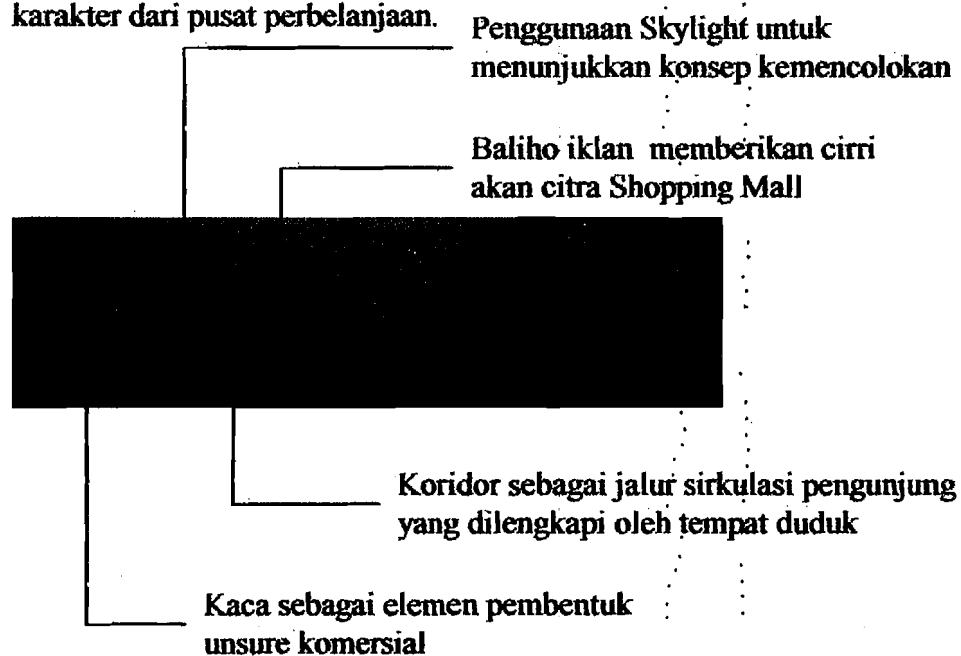 karakter dari pusat perbelanjaan.
Penggunaan Skylight untuk
menunjukkan konsep kemencolokan
Baliho iklan memberikan cirri
akan citra Shopping Mall
Koridor sebagai jalur sirkulasi pengunjung
yang dilengkapi oleh tempat duduk
Kaca sebagai elemen pembentuk
unsure komersial